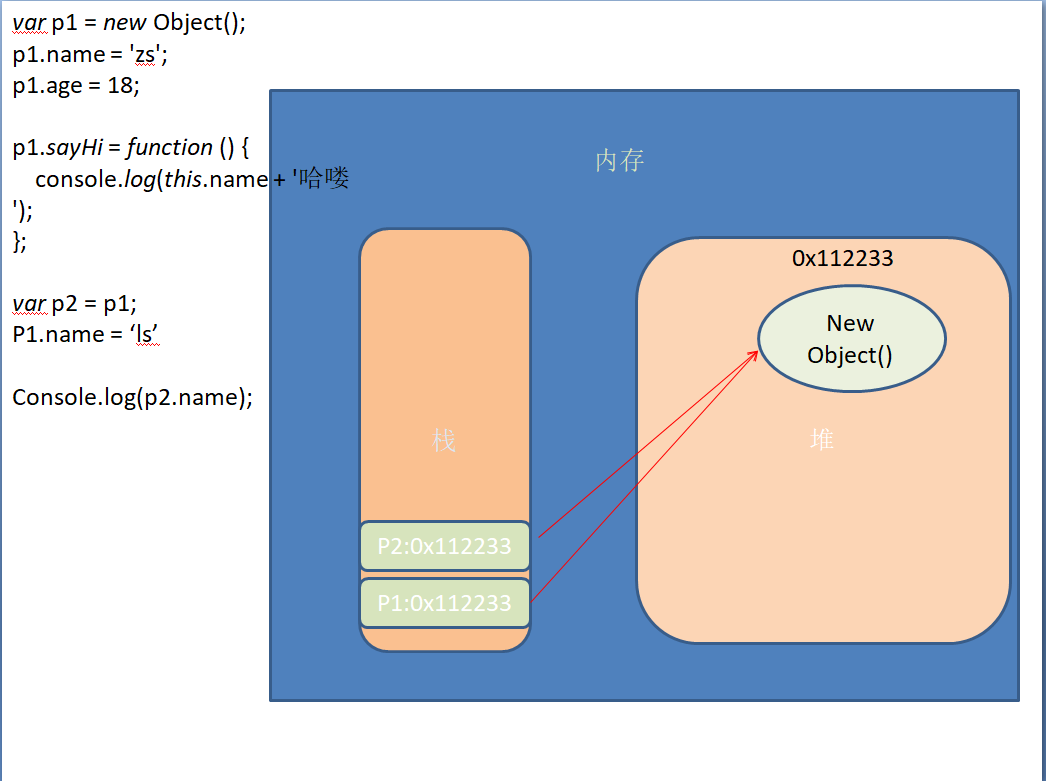 var p1 = new Object();
p1.name = 'zs';
p1.age = 18;
p1.sayHi = function () {
console.log(this.name + '哈喽
');
};
var p2 = p1;
P1.name = ‘ls’
Console.log(p2.name);
内存
0x112233
New
Object()
栈
堆
P2:0x112233
P1:0x112233